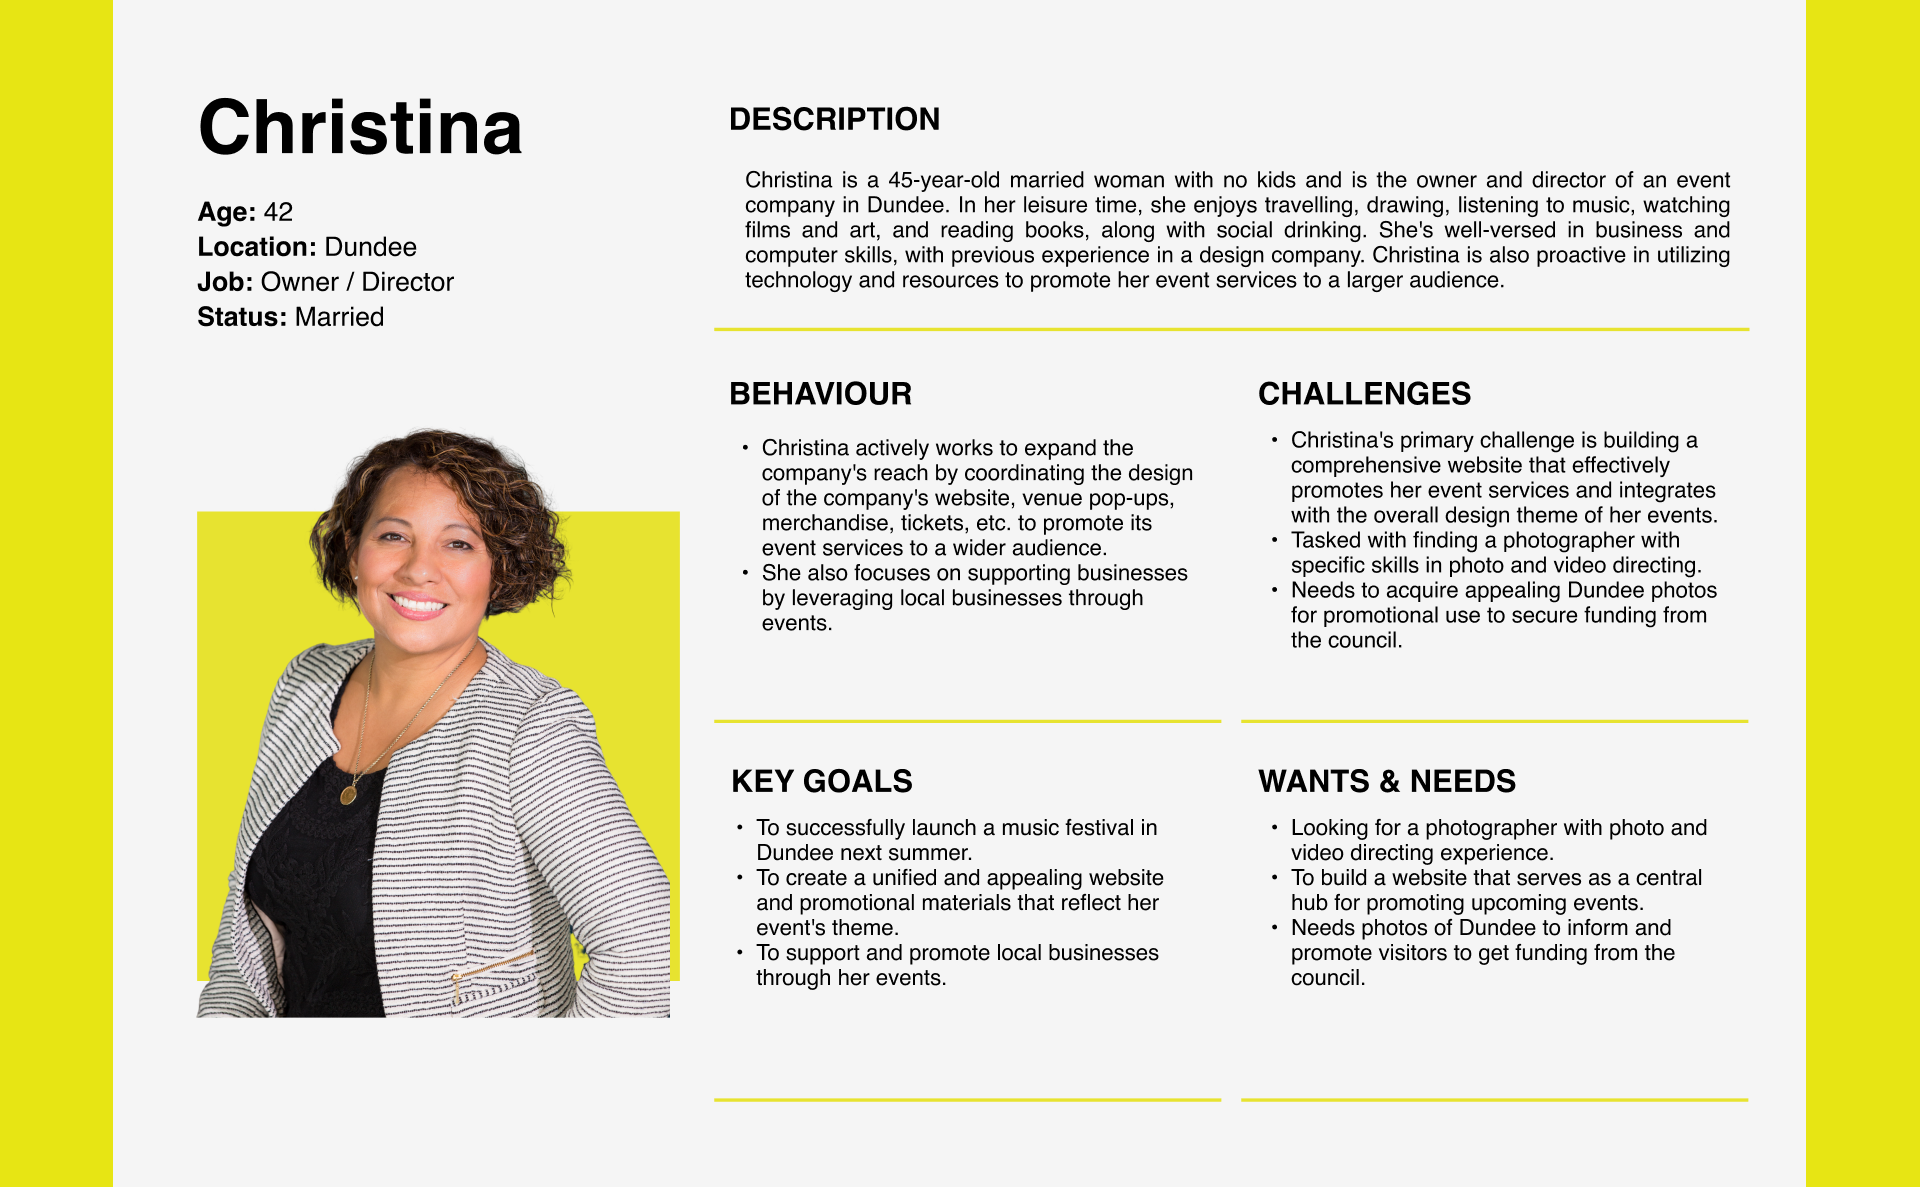 Christina
Age: 42
Location: Dundee
Job: Owner / Director
Status: Married
DESCRIPTION
Christina is a 45-year-old married woman with no kids and is the owner and director of an event
company in Dundee. In her leisure time, she enjoys travelling, drawing, listening to music, watching
films and art, and reading books, along with social drinking. She's well-versed in business and
computer skills, with previous experience in a design company. Christina is also proactive in utilizing
technology and resources to promote her event services to a larger audience.
BEHAVIOUR
• Christina actively works to expand the
company's reach by coordinating the design
of the company's website, venue pop-ups,
merchandise, tickets, etc. to promote its
event services to a wider audience.
• She also focuses on supporting businesses
by leveraging local businesses through
events.
CHALLENGES
• Christina's primary challenge is building a
comprehensive website that effectively
promotes her event services and integrates
with the overall design theme of her events.
• Tasked with finding a photographer with
specific skills in photo and video directing.
• Needs to acquire appealing Dundee photos
for promotional use to secure funding from
the council.
KEY GOALS
• To successfully launch a music festival in
Dundee next summer.
• To create a unified and appealing website
and promotional materials that reflect her
event's theme.
• To support and promote local businesses
through her events.
WANTS & NEEDS
• Looking for a photographer with photo and
video directing experience.
• To build a website that serves as a central
hub for promoting upcoming events.
• Needs photos of Dundee to inform and
promote visitors to get funding from the
council.